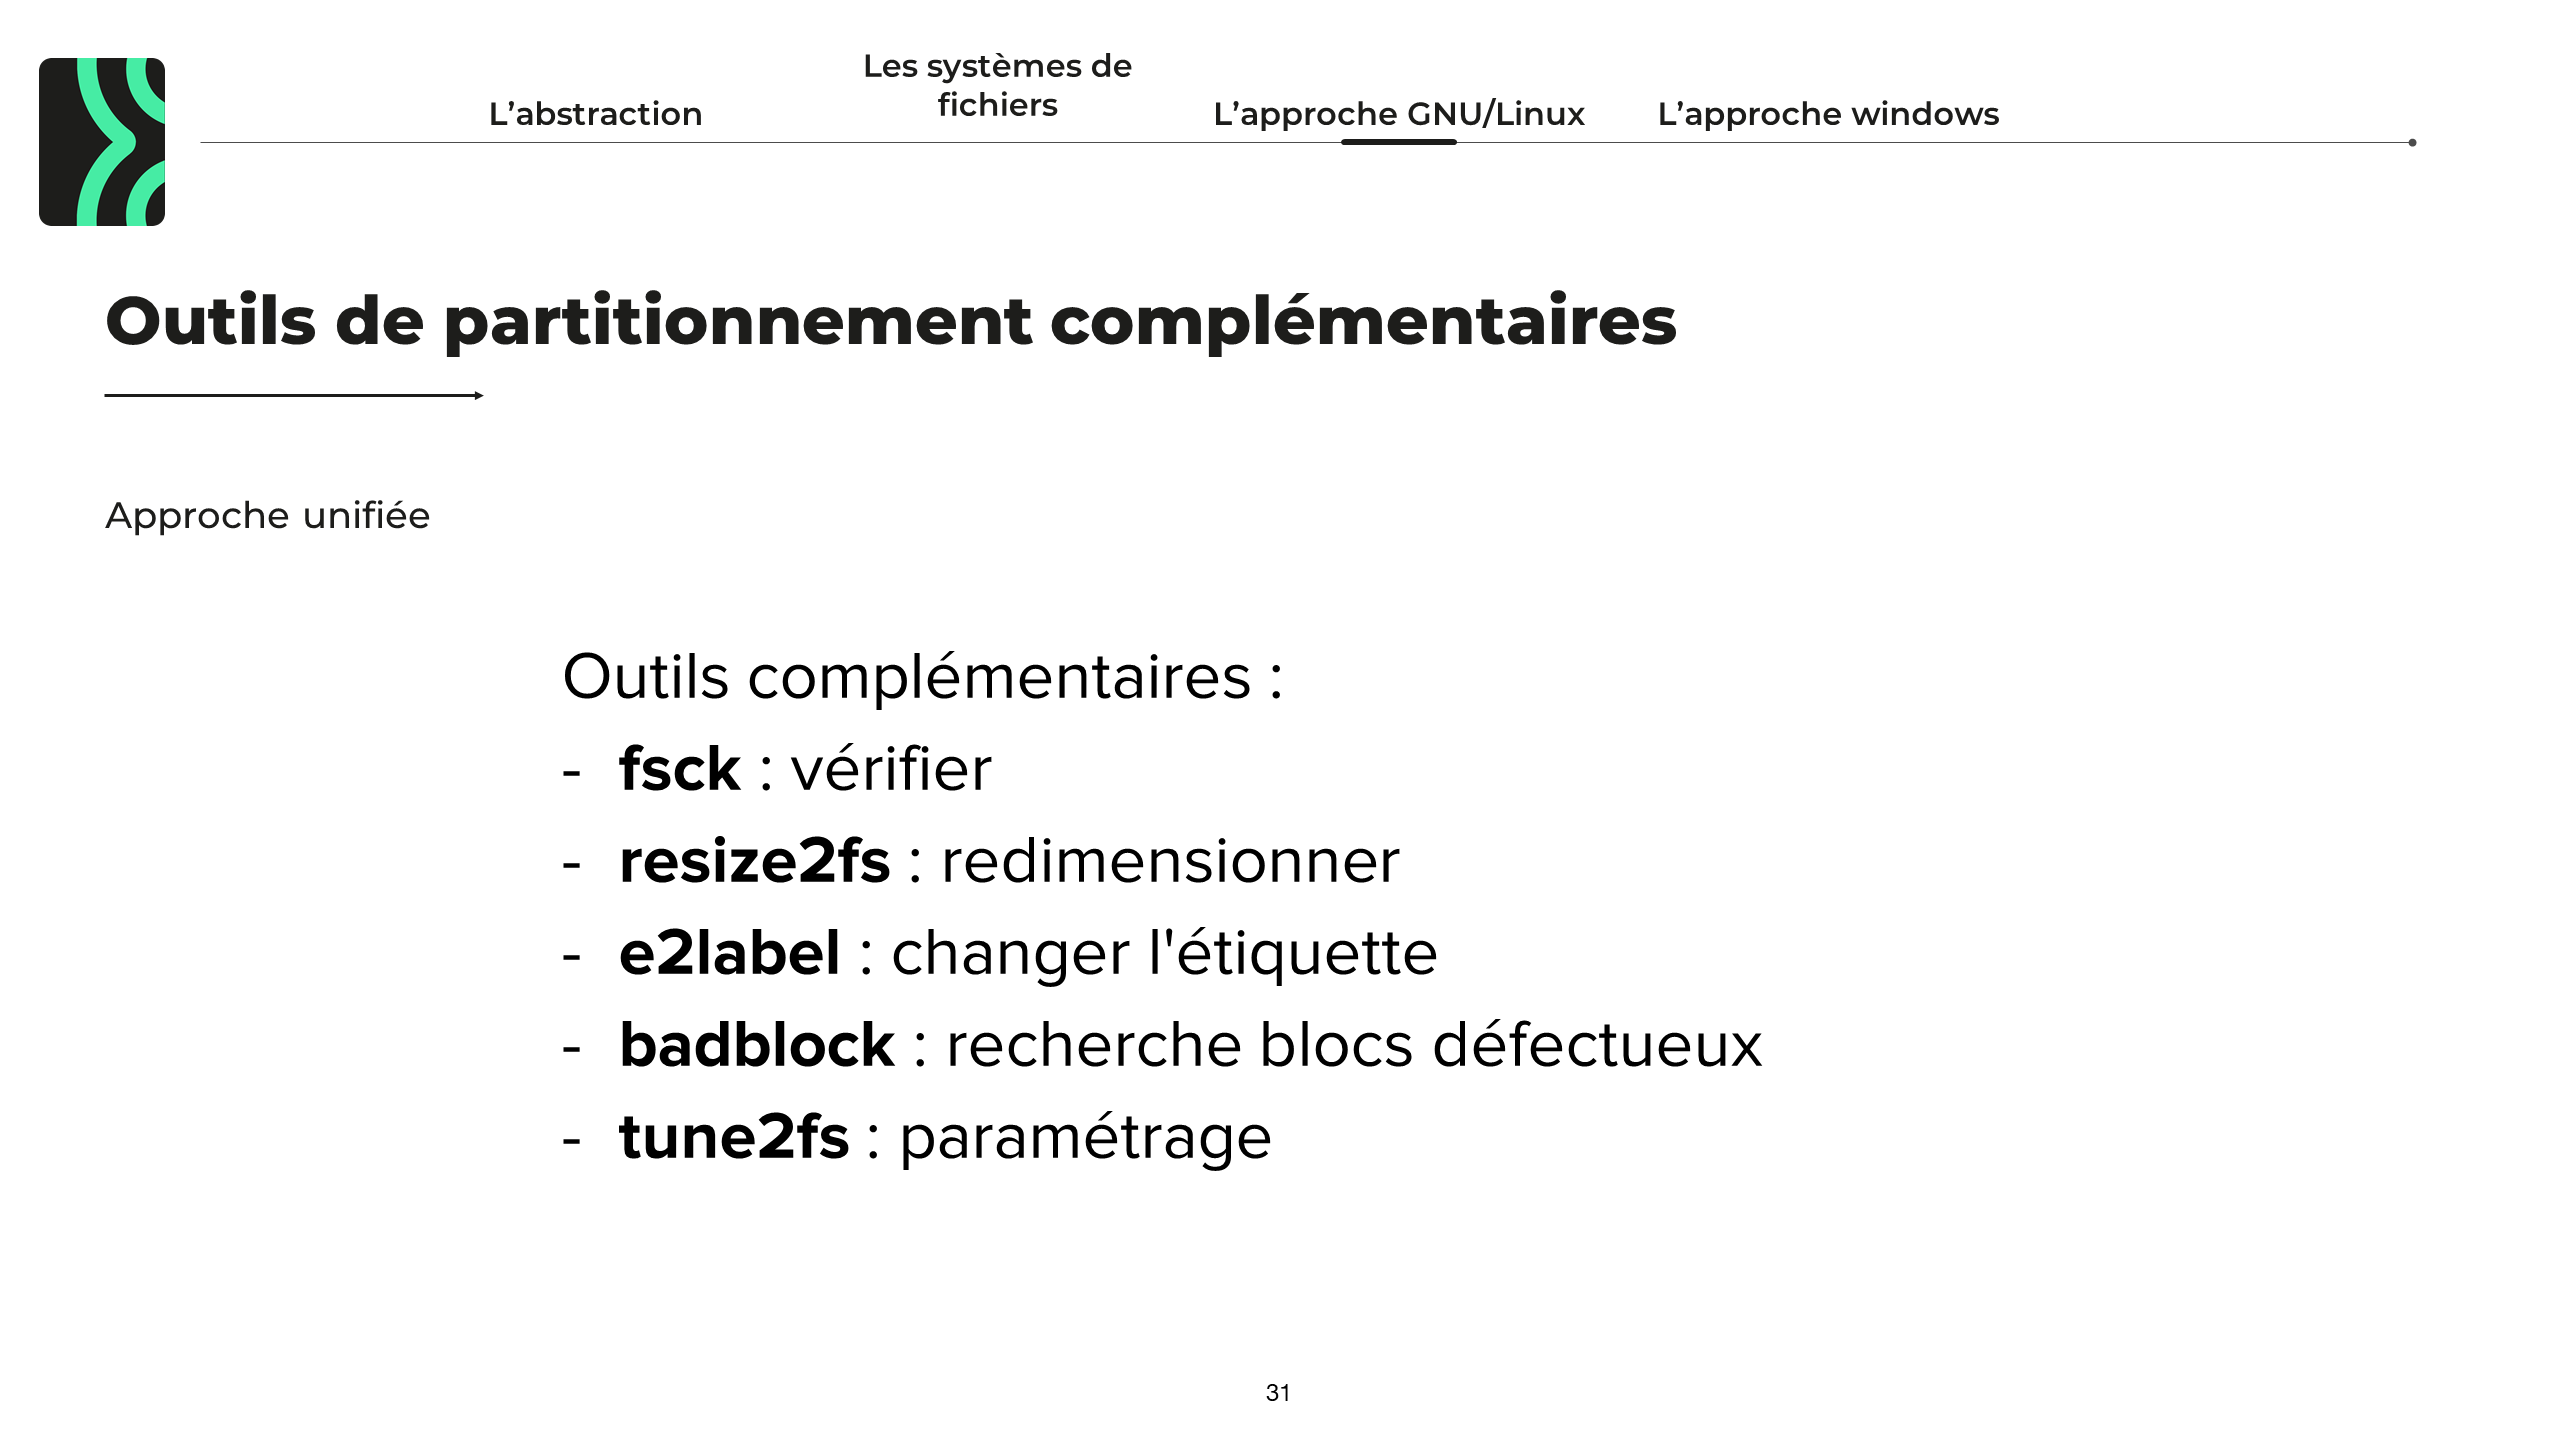 L’abstraction
Les systèmes de
fichiers
L’approche GNU/Linux
L’approche windows
Outils de partitionnement complémentaires
Approche unifiée
Outils complémentaires :
- fsck : vérifier
- resize2fs : redimensionner
- e2label : changer l'étiquette
- badblock : recherche blocs défectueux
- tune2fs : paramétrage
31